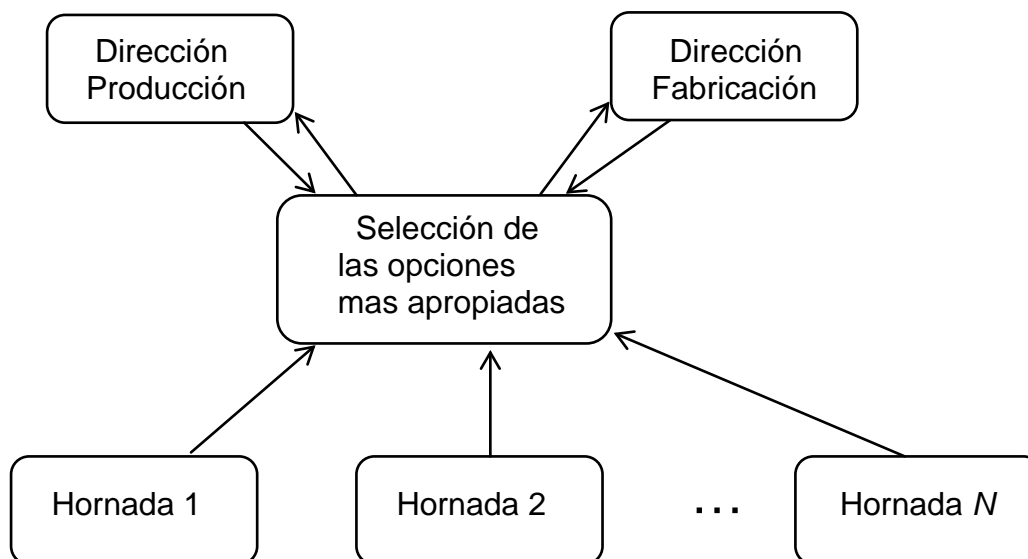 Dirección
Producción
Dirección
Fabricación
Selección de
las opciones
mas apropiadas
Hornada 1
Hornada 2
...
Hornada N